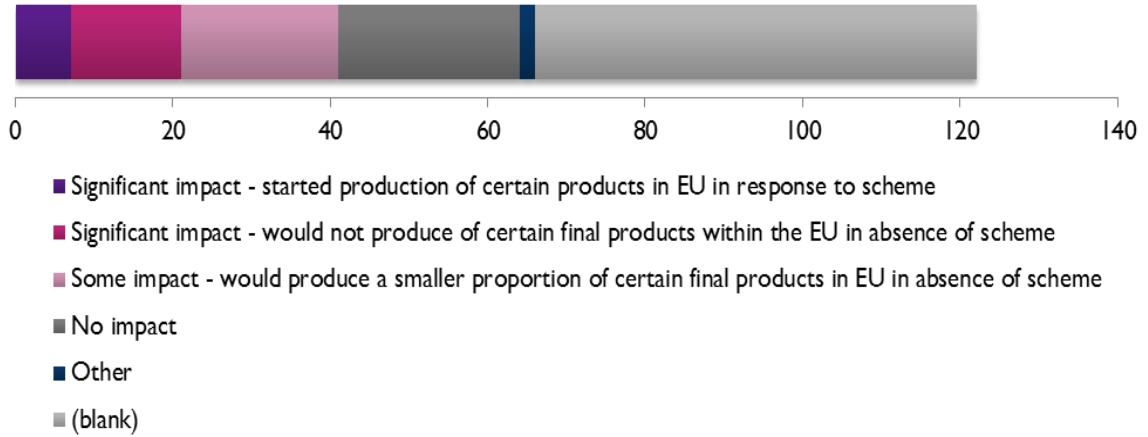 0 20 40 60 80 100 120 140
Significant impact - started production of certain products in EU in response to scheme
Significant impact - would not produce of certain final products within the EU in absence of scheme
Some impact - would produce a smaller proportion of certain final products in EU in absence of scheme
No impact
Other
(blank)